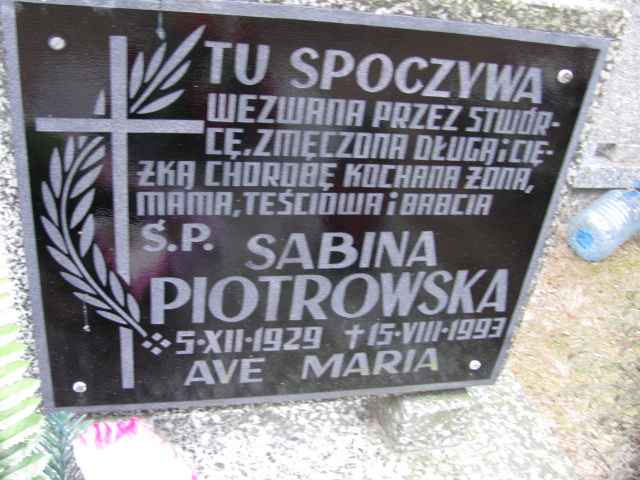 TU SPOCZYWA
WEZWANA PRZEZ STWÓR-
CĘ, ZMĘCZONA DŁUGĄ i CIĘ-
ŻKĄ CHOROBĘ KOCHANA ŻONA,
MAMA, TEŚCIOWA i BABCIA
Ś.P. SABINA
PIOTROWSKA
5·XII·1929 †15·VIII·1993
AVE MARIA